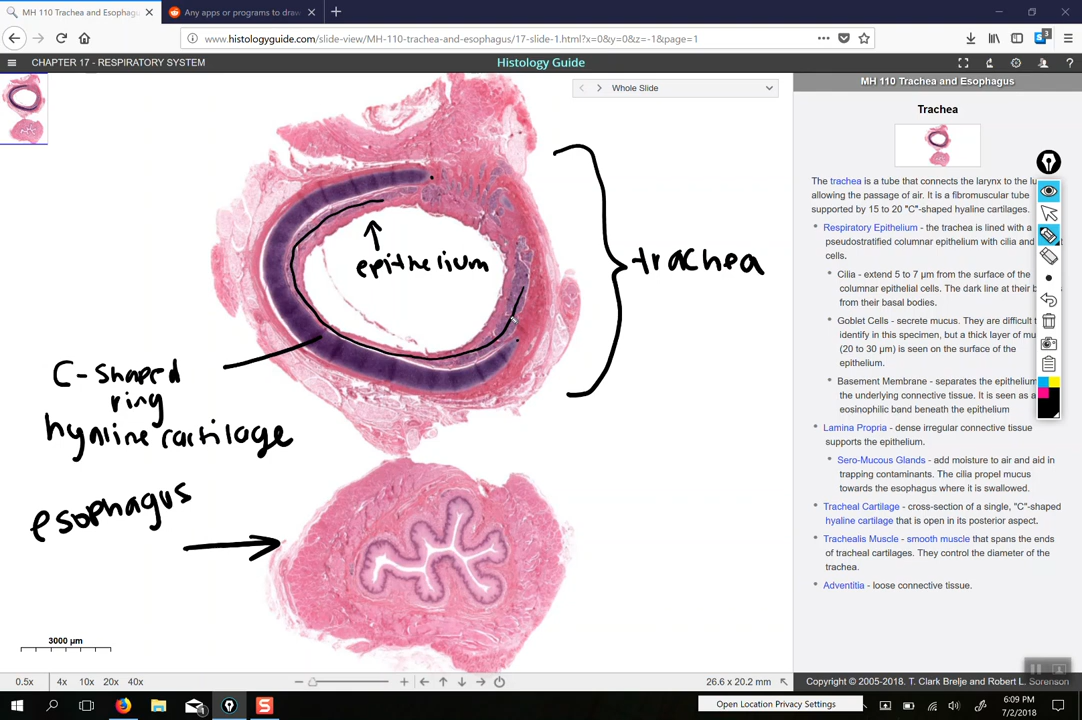 MH 110 Trachea and Esophagus
Any apps or programs to draw
www.histologyguide.com/slide-view/MH-110-trachea-and-esophagus/17-slide-1.html?x=0&y=0&z=-1&page=1
CHAPTER 17 - RESPIRATORY SYSTEM
Histology Guide
Whole Slide
epithelium
trachea
C-shaped
ring
hyaline cartilage
esophagus
3000 µm
0.5x 4x 10x 20x 40x
26.6 x 20.2 mm
MH 110 Trachea and Esophagus
Trachea
The trachea is a tube that connects the larynx to the lu
allowing the passage of air. It is a fibromuscular tube
supported by 15 to 20 "C"-shaped hyaline cartilages.
Respiratory Epithelium - the trachea is lined with a
pseudostratified columnar epithelium with cilia and
cells.
Cilia - extend 5 to 7 µm from the surface of the
columnar epithelial cells. The dark line at their b
from their basal bodies.
Goblet Cells - secrete mucus. They are difficult t
identify in this specimen, but a thick layer of mu
(20 to 30 µm) is seen on the surface of the
epithelium.
Basement Membrane - separates the epithelium
the underlying connective tissue. It is seen as a
eosinophilic band beneath the epithelium
Lamina Propria - dense irregular connective tissue
supports the epithelium.
Sero-Mucous Glands - add moisture to air and aid in
trapping contaminants. The cilia propel mucus
towards the esophagus where it is swallowed.
Tracheal Cartilage - cross-section of a single, "C"-shaped
hyaline cartilage that is open in its posterior aspect.
Trachealis Muscle - smooth muscle that spans the ends
of tracheal cartilages. They control the diameter of the
trachea.
Adventitia - loose connective tissue.
Copyright © 2005-2018. T. Clark Brelje and Robert L. Sorenson
Open Location Privacy Settings
6:09 PM
7/2/2018